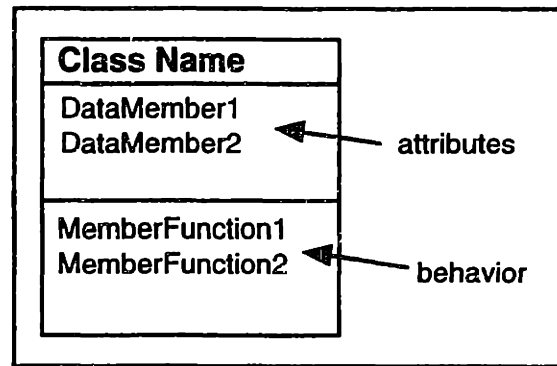 Class Name
DataMember1
DataMember2
attributes
MemberFunction1
MemberFunction2
behavior